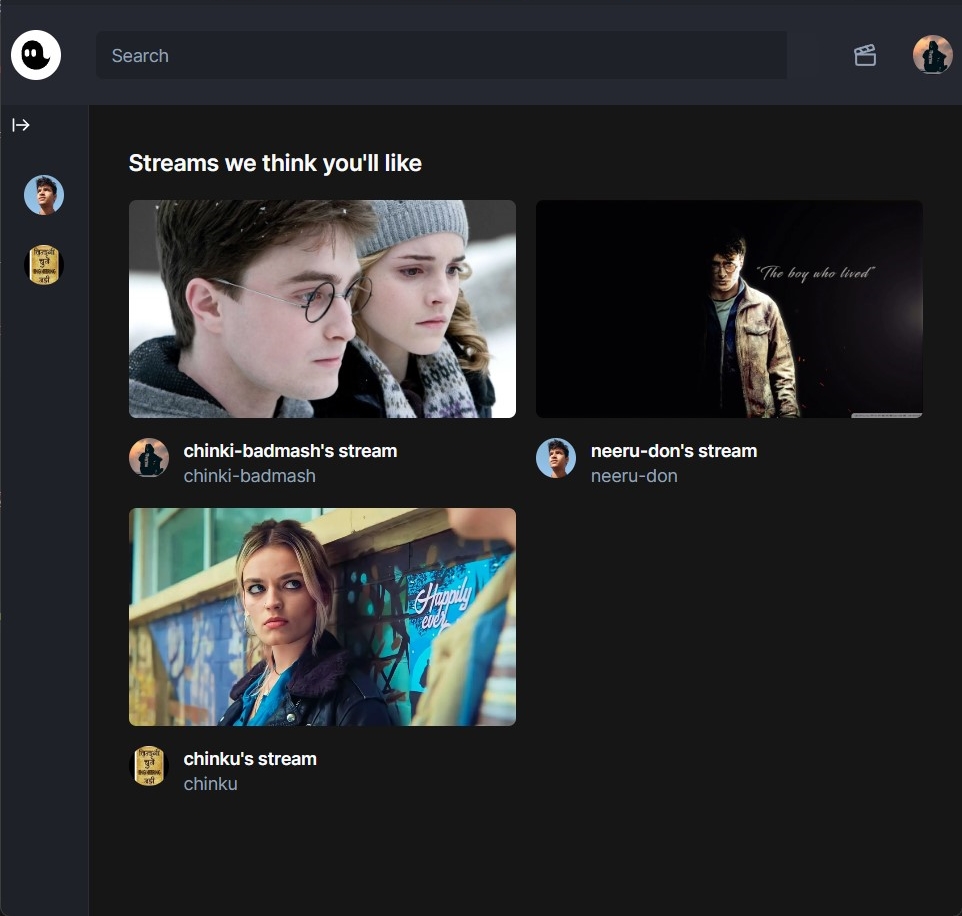 Search
Streams we think you'll like
"The boy who lived"
chinki-badmash's stream
chinki-badmash
neeru-don's stream
neeru-don
Happily
ever
chinku's stream
chinku